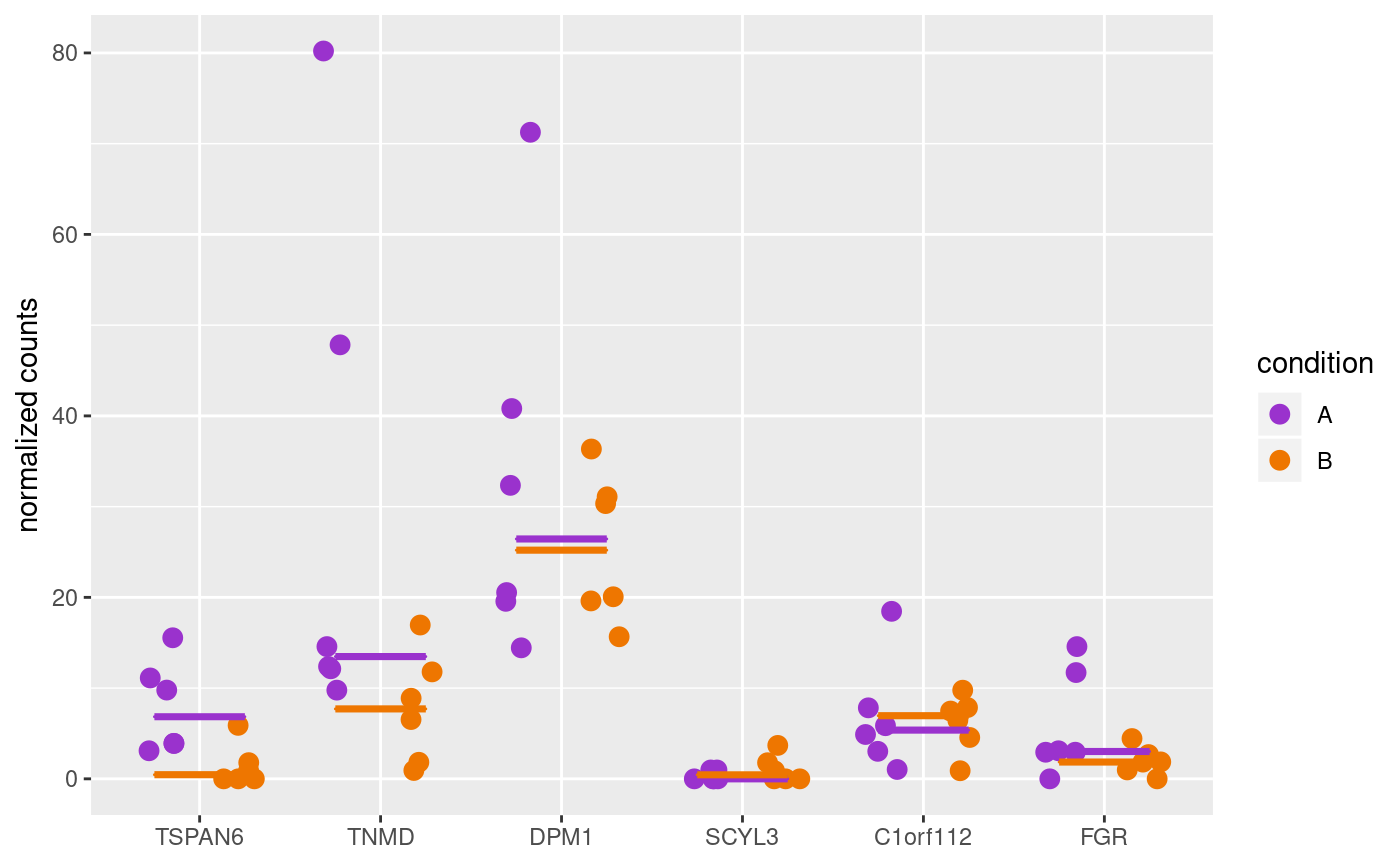 normalized counts
80
60
40
20
0
TSPAN6 TNMD DPM1 SCYL3 C1orf112 FGR
condition
A
B